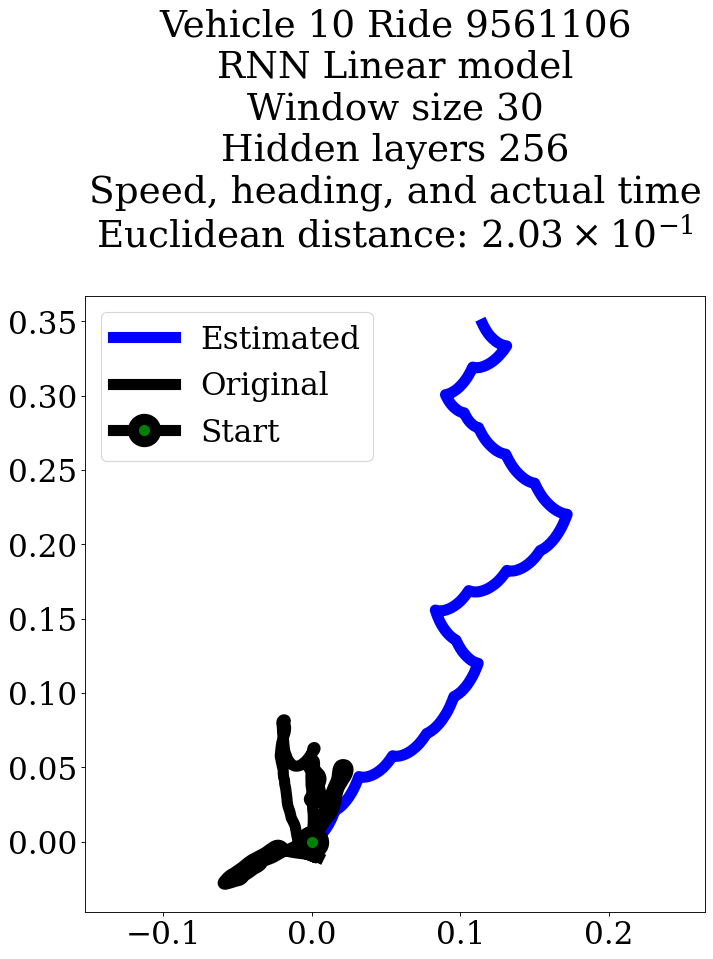 Vehicle 10 Ride 9561106
RNN Linear model
Window size 30
Hidden layers 256
Speed, heading, and actual time
Euclidean distance: 2.03 × 10⁻¹
Estimated
Original
Start
0.35
0.30
0.25
0.20
0.15
0.10
0.05
0.00
−0.1
0.0
0.1
0.2